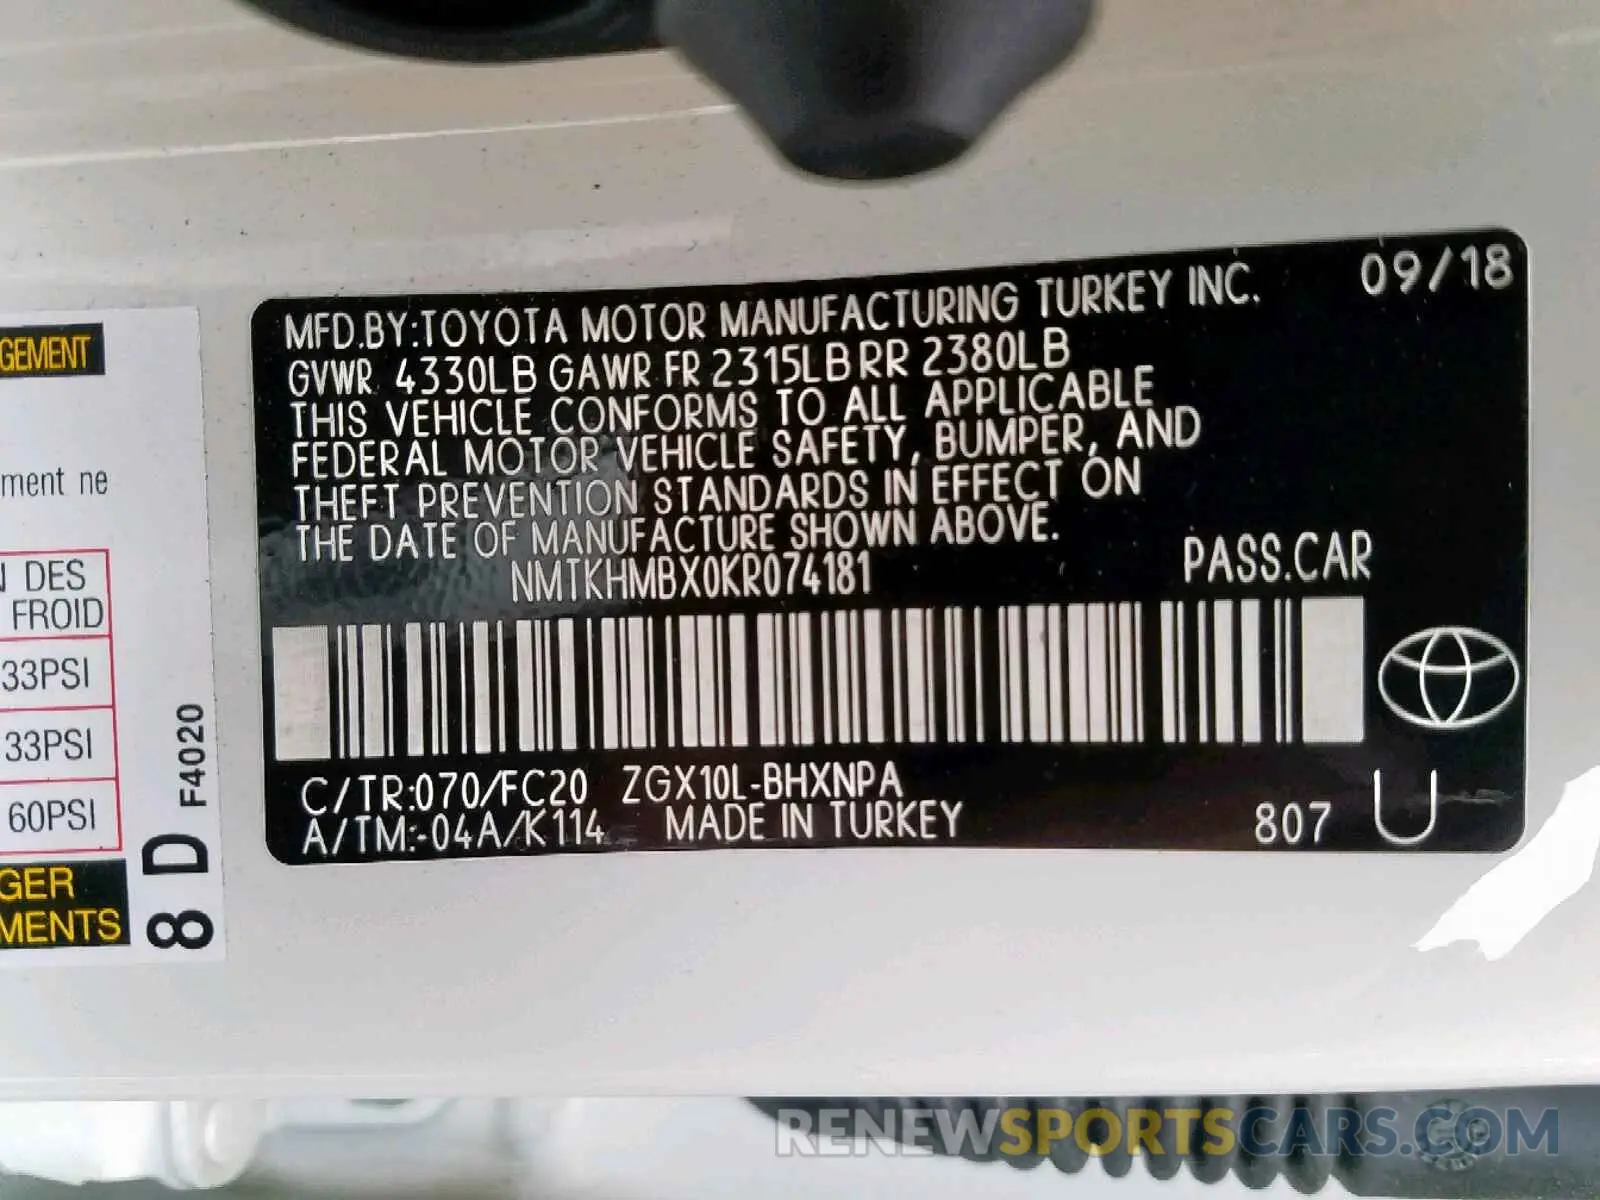 MFD.BY:TOYOTA MOTOR MANUFACTURING TURKEY INC. 09/18
GVWR 4330LB GAWR FR 2315LB RR 2380LB
THIS VEHICLE CONFORMS TO ALL APPLICABLE
FEDERAL MOTOR VEHICLE SAFETY, BUMPER, AND
THEFT PREVENTION STANDARDS IN EFFECT ON
THE DATE OF MANUFACTURE SHOWN ABOVE.
NMTKHMBX0KR074181 PASS.CAR
C/TR:070/FC20 ZGX10L-BHXNPA
A/TM:-04A/K114 MADE IN TURKEY 807 U
GEMENT
ment ne
N DES
FROID
33PSI
33PSI
60PSI
GER
MENTS
F4020
8 D
RENEWSPORTSCARS.COM